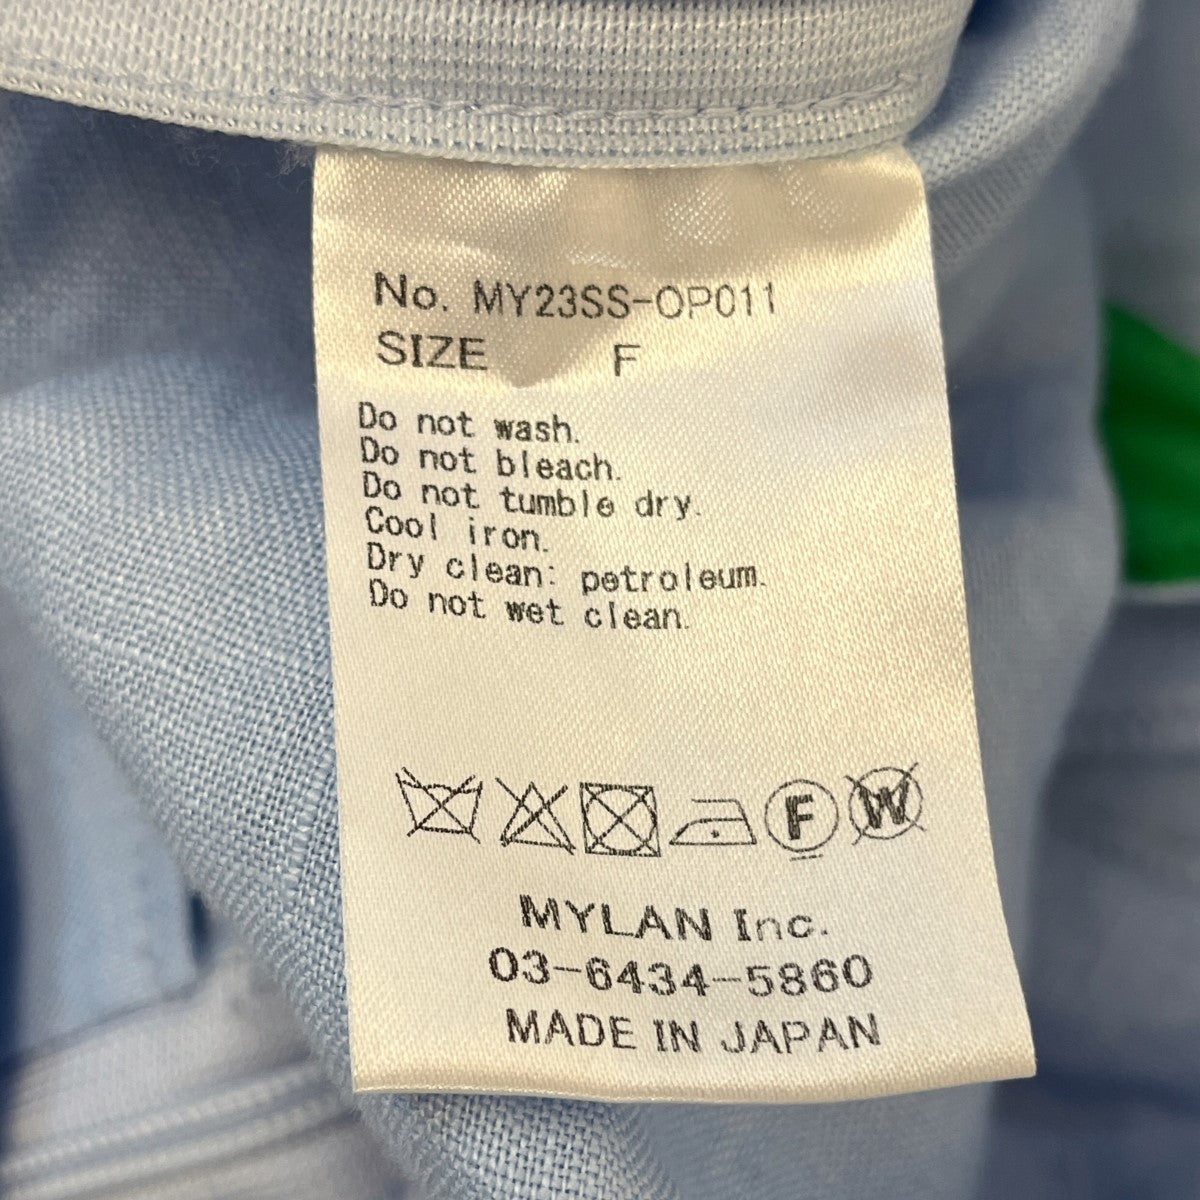 No. MY23SS-OP011
SIZE F
Do not wash.
Do not bleach.
Do not tumble dry.
Cool iron.
Dry clean: petroleum.
Do not wet clean.
F W
MYLAN Inc.
03-6434-5860
MADE IN JAPAN